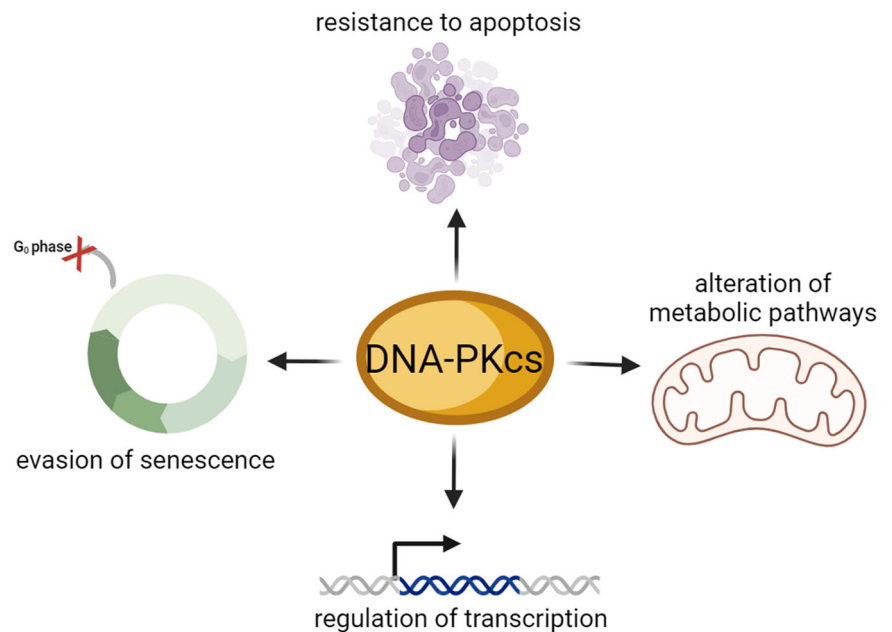 resistance to apoptosis
G₀ phase
alteration of
metabolic pathways
DNA-PKcs
evasion of senescence
regulation of transcription